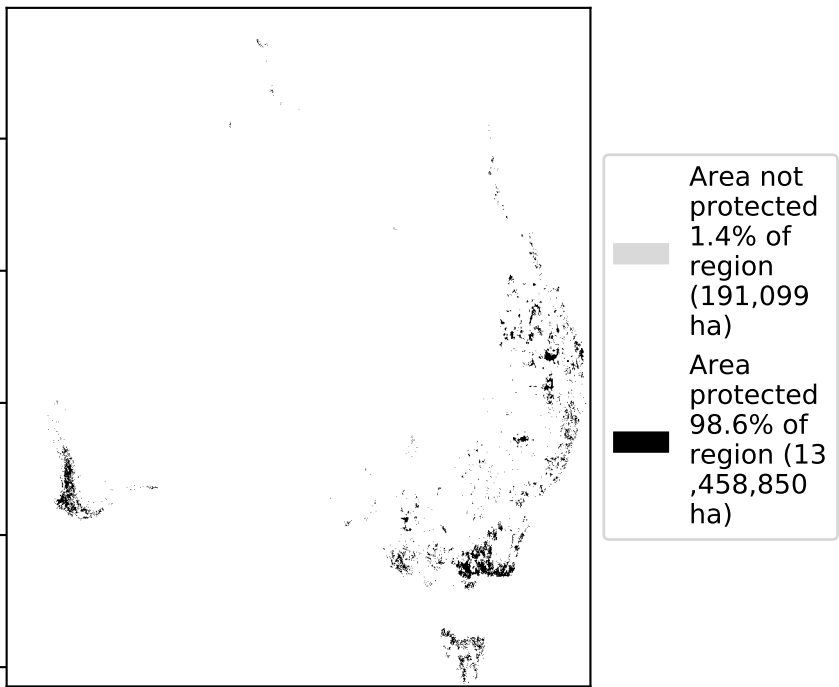 Area not
protected
1.4% of
region
(191,099
ha)
Area
protected
98.6% of
region (13
,458,850
ha)